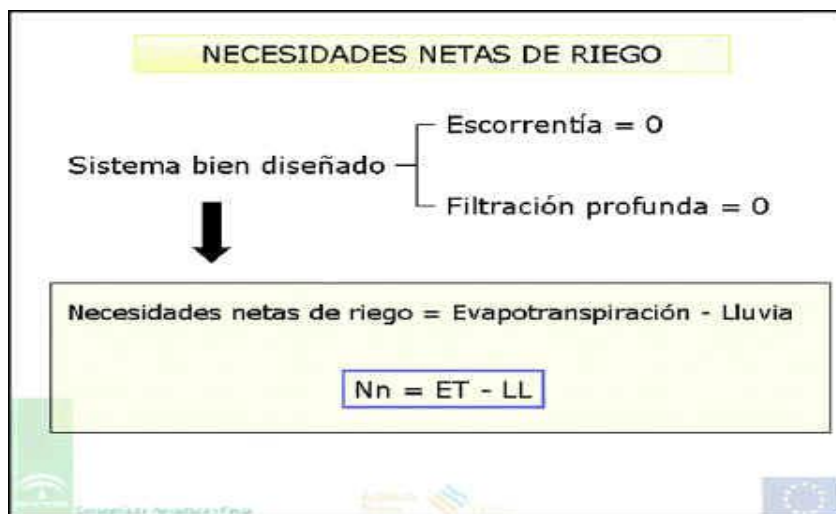 NECESIDADES NETAS DE RIEGO
Escorrentía = 0
Sistema bien diseñado
Filtración profunda = 0
Necesidades netas de riego = Evapotranspiración - Lluvia
Nn = ET - LL